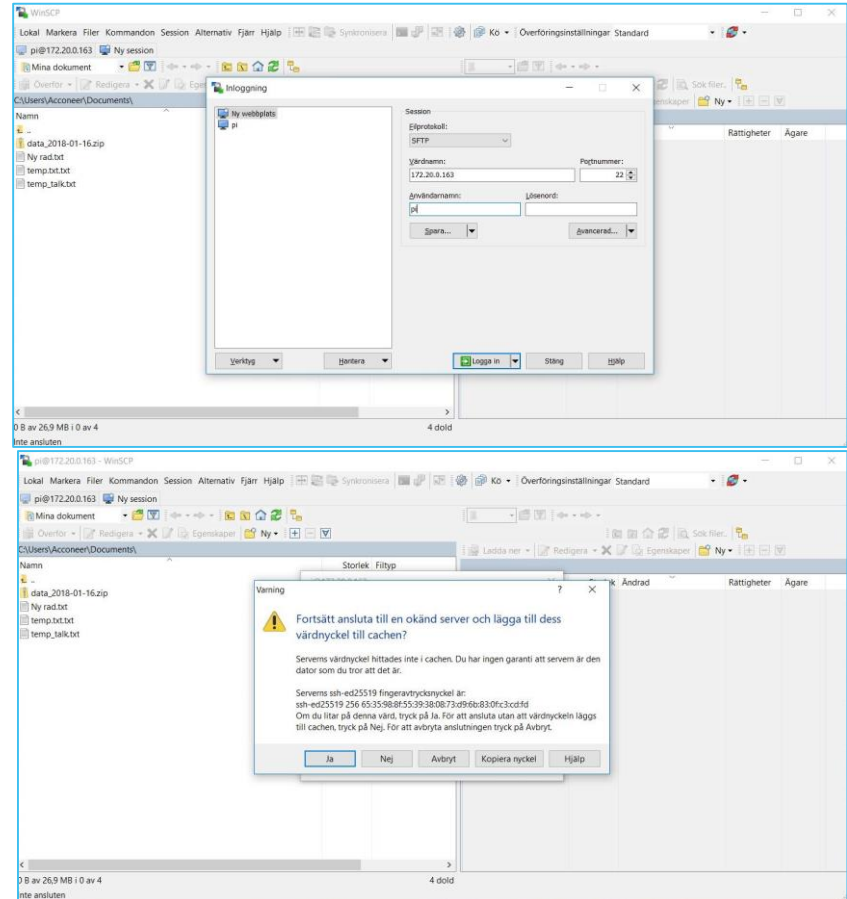 WinSCP
Lokal Markera Filer Kommandon Session Alternativ Fjärr Hjälp Synkronisera Kö Överföringsinställningar Standard
pi@172.20.0.163 Ny session
Mina dokument
Överför Redigera Eger Sök filer..
enskaper Ny
C:\Users\Acconeer\Documents\
Namn
Rättigheter Ägare
..
data_2018-01-16.zip
Ny rad.txt
temp.txt.txt
temp_talk.txt
Inloggning
Ny webbplats
pi
Session
Filprotokoll:
SFTP
Värdnamn: Portnummer:
172.20.0.163 22
Användarnamn: Lösenord:
pi
Spara... Avancerad...
Verktyg Hantera Logga in Stäng Hjälp
0 B av 26,9 MB i 0 av 4 4 dold
Inte ansluten
pi@172.20.0.163 - WinSCP
Lokal Markera Filer Kommandon Session Alternativ Fjärr Hjälp Synkronisera Kö Överföringsinställningar Standard
pi@172.20.0.163 Ny session
Mina dokument
Sök filer..
Överför Redigera Egenskaper Ny
Ladda ner Redigera Egenskaper Ny
C:\Users\Acconeer\Documents\
Namn Storlek Filtyp
k Ändrad Rättigheter Ägare
..
data_2018-01-16.zip
Ny rad.txt
temp.txt.txt
temp_talk.txt
Varning
Fortsätt ansluta till en okänd server och lägga till dess
värdnyckel till cachen?
Serverns värdnyckel hittades inte i cachen. Du har ingen garanti att servern är den
dator som du tror att det är.
Serverns ssh-ed25519 fingeravtrycksnyckel är:
ssh-ed25519 256 65:35:98:8f:55:39:38:08:73:d9:6b:83:0f:c3:cd:fd
Om du litar på denna värd, tryck på Ja. För att ansluta utan att värdnyckeln läggs
till cachen, tryck på Nej. För att avbryta anslutningen tryck på Avbryt.
Ja Nej Avbryt Kopiera nyckel Hjälp
0 B av 26,9 MB i 0 av 4 4 dold
Inte ansluten